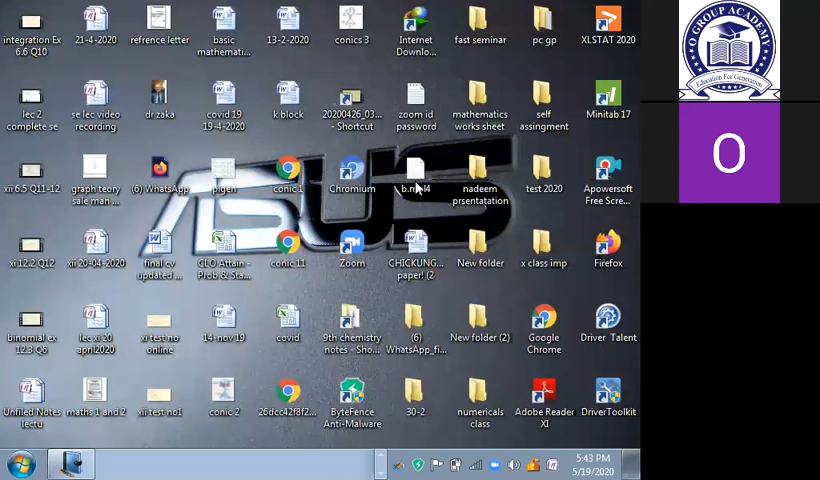 integration Ex
6.6 Q10
21-4-2020
refrence letter
basic
mathemati...
13-2-2020
conics 3
Internet
Downlo...
fast seminar
pc gp
XLSTAT 2020
lec 2
complete se
se lec video
recording
dr zaka
covid 19
19-4-2020
k block
20200426_03...
- Shortcut
zoom id
password
mathematics
works sheet
self
assingment
Minitab 17
xii 6.5 Q11-12
graph teory
sale man ...
(6) WhatsApp
pigen
conic 1
Chromium
nadeem
prsentatation
test 2020
Apowersoft
Free Scre...
xi 12.2 Q12
xii 20-04-2020
final cv
updated ...
CLO Attain -
Prob & Sta...
conic 11
Zoom
CHICKUNG...
paper! (2
New folder
x class imp
Firefox
binomial ex
12.3 Q6
lec xi 20
april2020
xi test no
online
14-nov 19
covid
9th chemistry
notes - Sho...
(6)
WhatsApp_fi...
New folder (2)
Google
Chrome
Driver Talent
Unfiled Notes
lectu
maths 1 and 2
xii test no1
conic 2
26dcc42f8f2...
ByteFence
Anti-Malware
30-2
numericals
class
Adobe Reader
XI
DriverToolkit
ASUS
5:43 PM
5/19/2020
O GROUP ACADEMY
Education For Generation
O